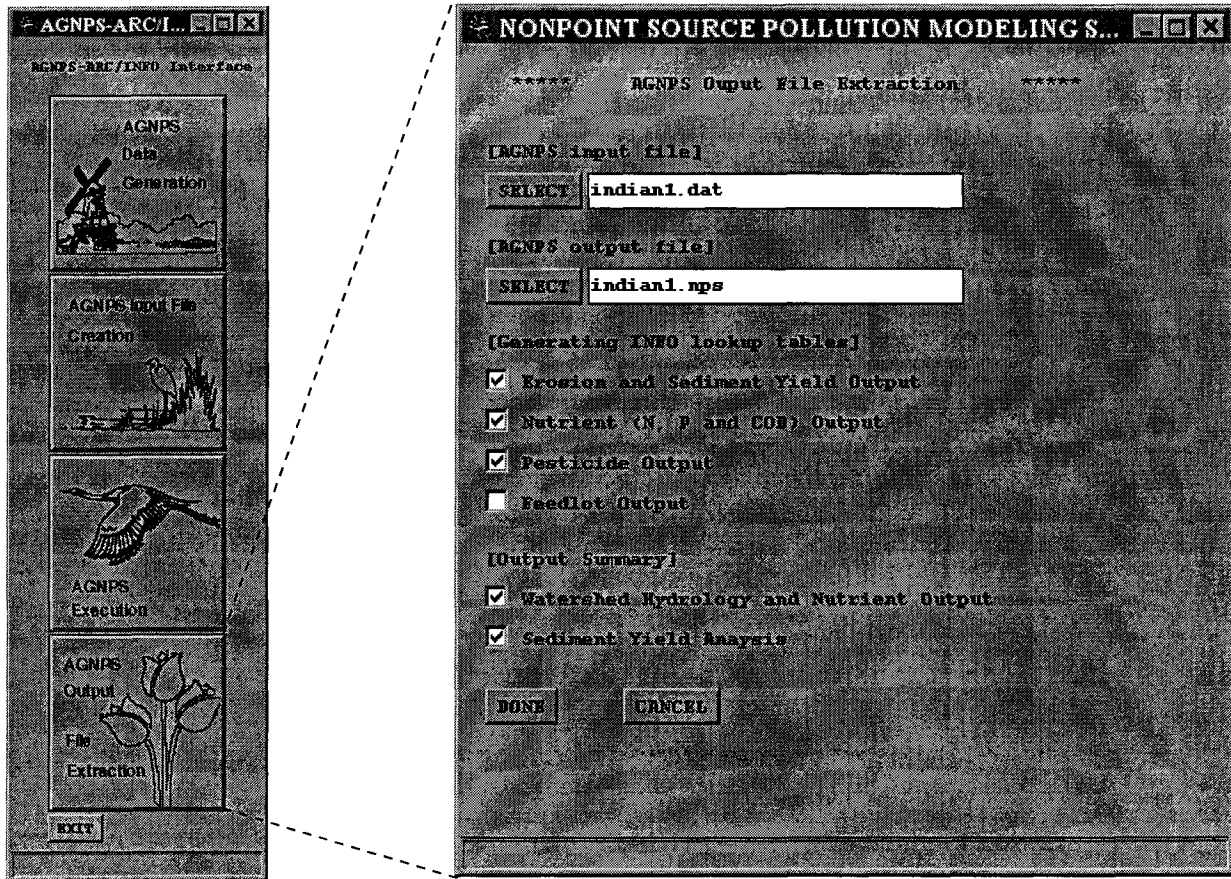 AGNPS-ARC/I...
AGNPS-ARC/INFO Interface
AGNPS
Data
Generation
AGNPS Input File
Creation
AGNPS
Execution
AGNPS
Output
File
Extraction
EXIT
NONPOINT SOURCE POLLUTION MODELING S...
***** AGNPS Ouput File Extraction *****
[AGNPS input file]
SELECT indian1.dat
[AGNPS output file]
SELECT indian1.nps
[Generating INFO lookup tables]
Erosion and Sediment Yield Output
Nutrient (N, P and COD) Output
Pesticide Output
Feedlot Output
[Output Summary]
Watershed Hydrology and Nutrient Output
Sediment Yield Anaysis
DONE CANCEL